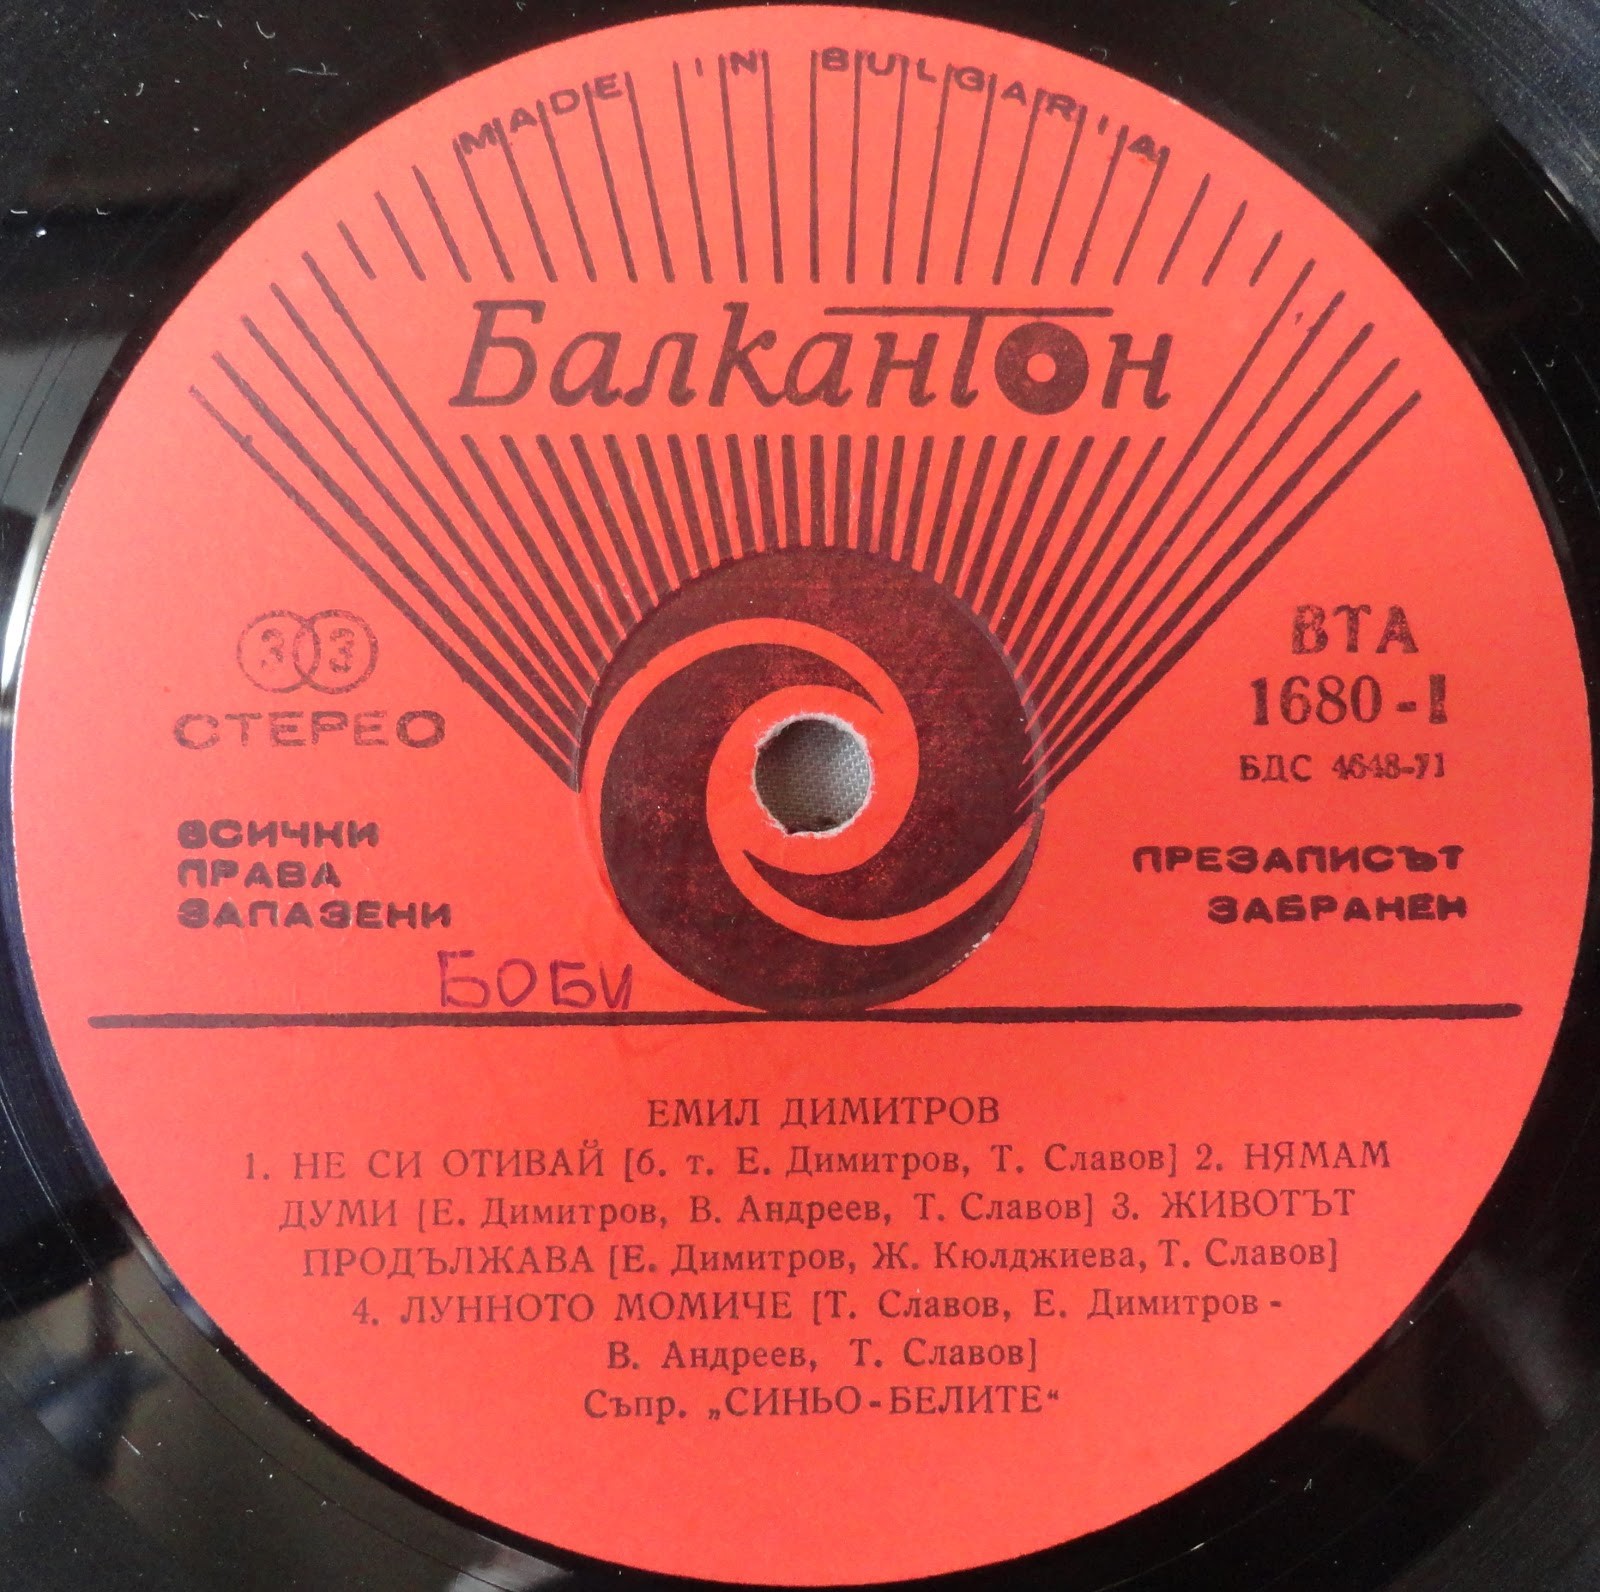 MADE IN BULGARIA
Балкантон
33
СТЕРЕО
ВТА
1680-I
БДС 4648-71
ВСИЧКИ
ПРАВА
ЗАПАЗЕНИ
ПРЕЗАПИСЪТ
ЗАБРАНЕН
БОБИ
ЕМИЛ ДИМИТРОВ
1. НЕ СИ ОТИВАЙ [б. т. Е. Димитров, Т. Славов] 2. НЯМАМ
ДУМИ [Е. Димитров, В. Андреев, Т. Славов] 3. ЖИВОТЪТ
ПРОДЪЛЖАВА [Е. Димитров, Ж. Кюлджиева, Т. Славов]
4. ЛУННОТО МОМИЧЕ [Т. Славов, Е. Димитров -
В. Андреев, Т. Славов]
Съпр. „СИНЬО-БЕЛИТЕ“